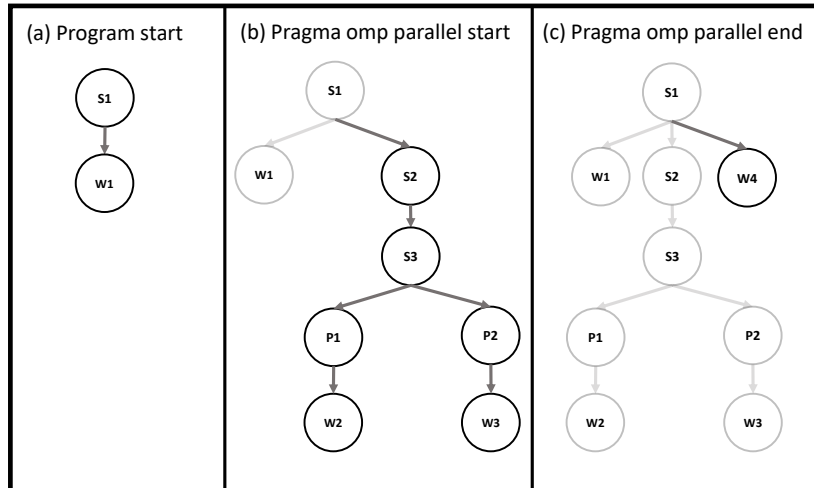 (a) Program start
S1
W1
(b) Pragma omp parallel start
S1
W1
S2
S3
P1
P2
W2
W3
(c) Pragma omp parallel end
S1
W1
S2
W4
S3
P1
P2
W2
W3